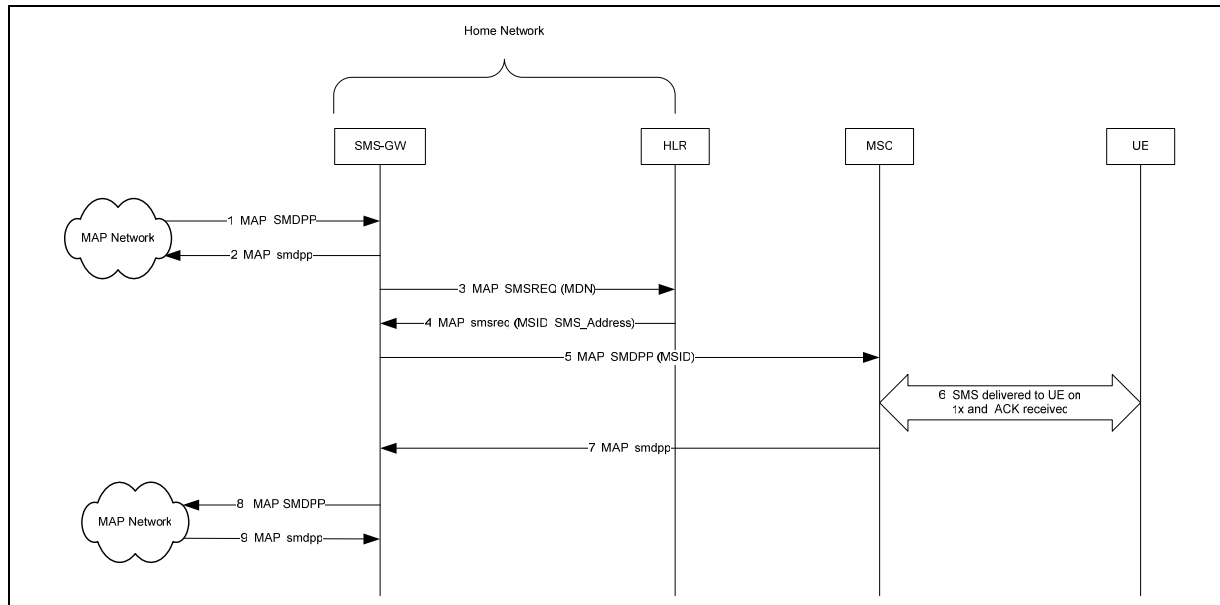 Home Network
SMS-GW
HLR
MSC
UE
MAP Network
1 MAP SMDPP
2 MAP smdpp
3 MAP SMSREQ (MDN)
4 MAP smsreq (MSID SMS_Address)
5 MAP SMDPP (MSID)
6 SMS delivered to UE on
1x and ACK received
7 MAP smdpp
MAP Network
8 MAP SMDPP
9 MAP smdpp